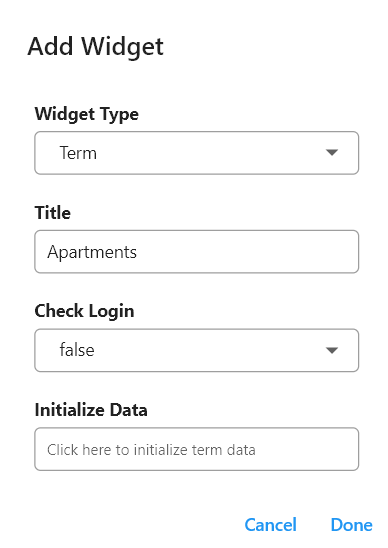 Add Widget
Widget Type
Term
Title
Apartments
Check Login
false
Initialize Data
Click here to initialize term data
Cancel Done